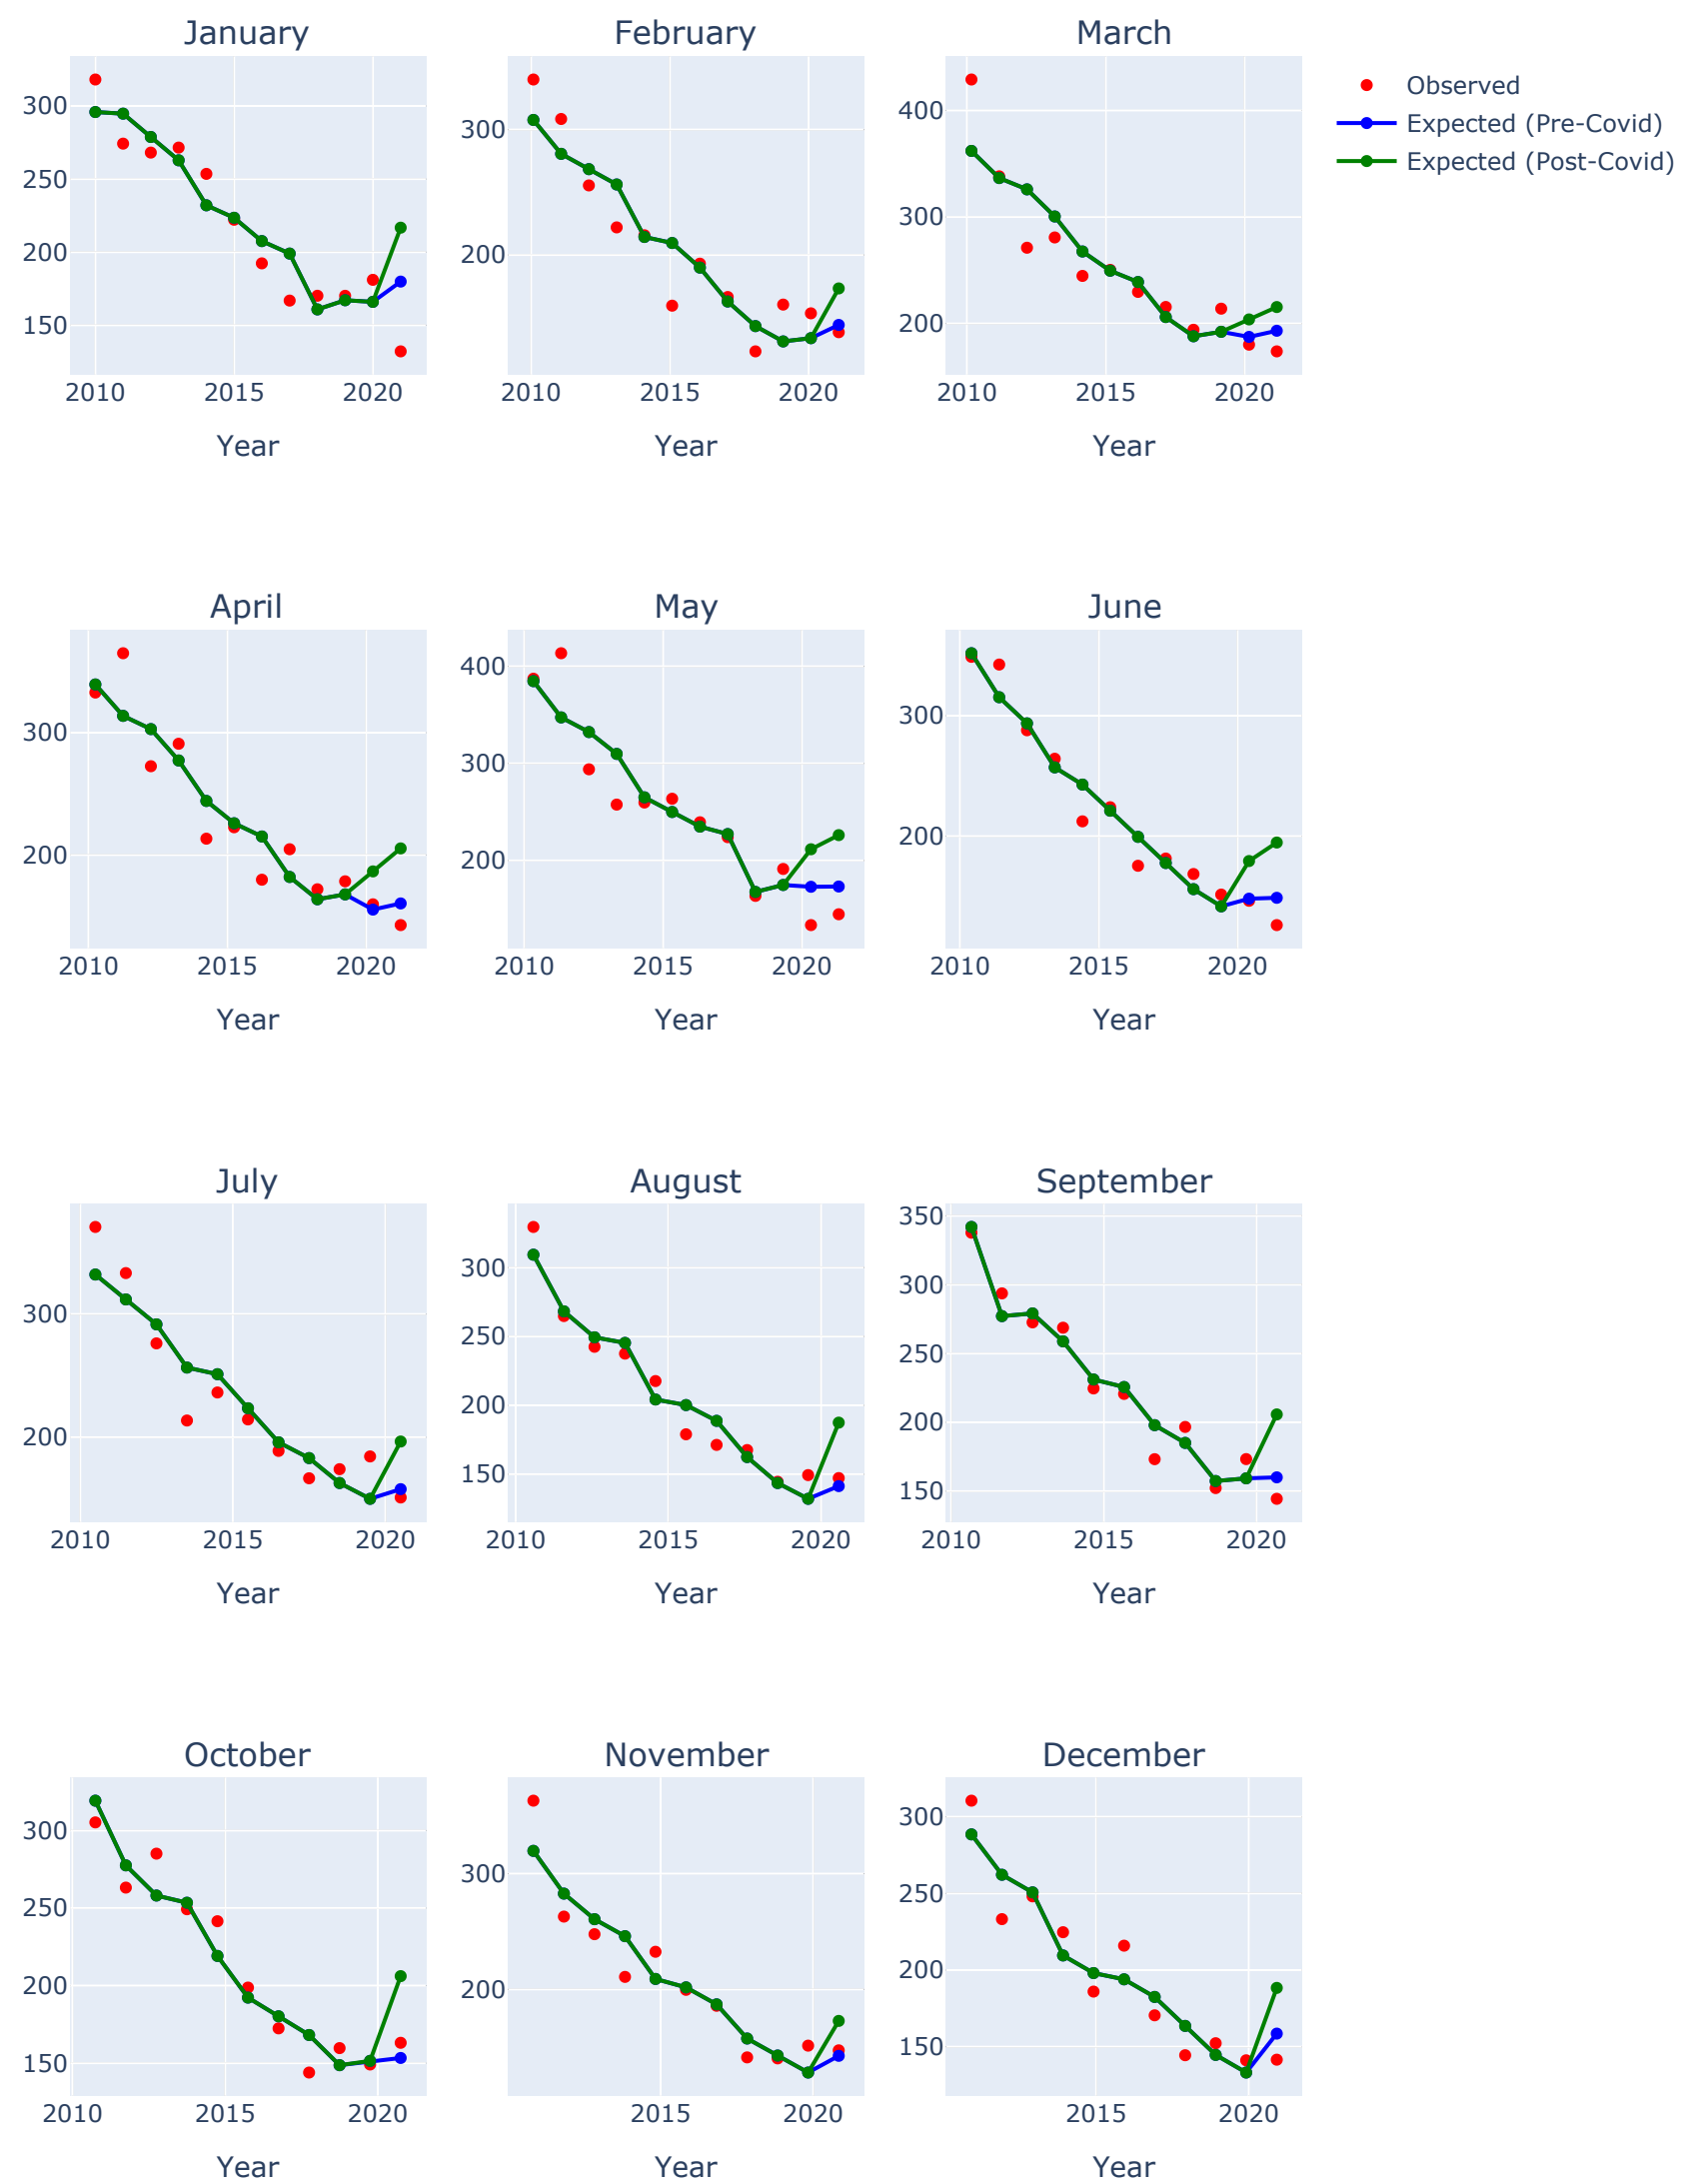 January
February
March
Observed
Expected (Pre-Covid)
Expected (Post-Covid)
300
250
200
150
2010
2015
2020
Year
300
200
2010
2015
2020
Year
400
300
200
2010
2015
2020
Year
April
May
June
300
200
2010
2015
2020
Year
400
300
200
2010
2015
2020
Year
300
200
2010
2015
2020
Year
July
August
September
300
200
2010
2015
2020
Year
300
250
200
150
2010
2015
2020
Year
350
300
250
200
150
2010
2015
2020
Year
October
November
December
300
250
200
150
2010
2015
2020
Year
300
200
2015
2020
Year
300
250
200
150
2015
2020
Year